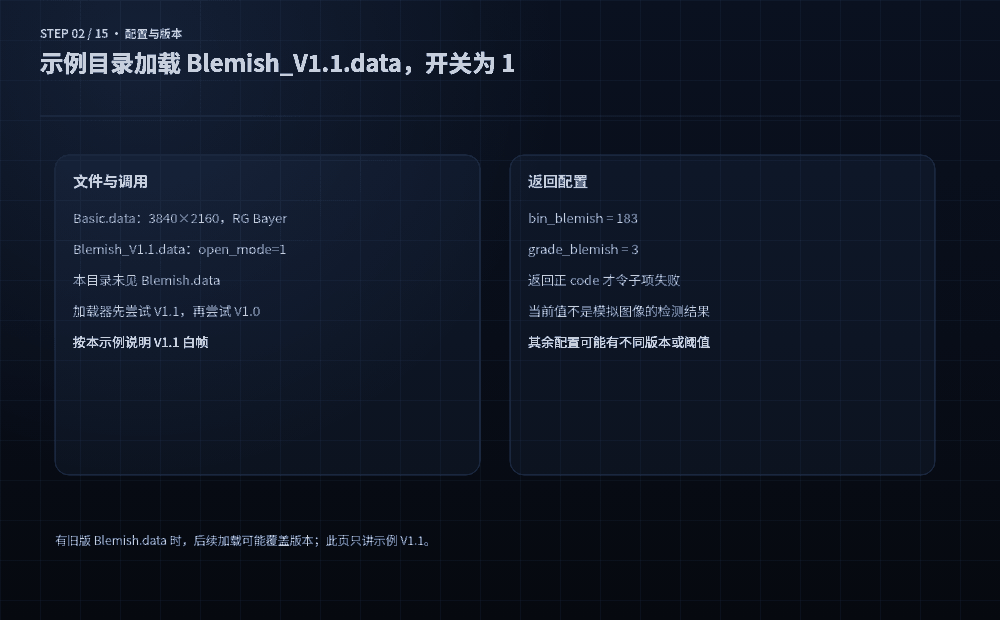 STEP 02 / 15 • 配置与版本
示例目录加载 Blemish_V1.1.data，开关为 1
文件与调用
Basic.data：3840×2160，RG Bayer
Blemish_V1.1.data：open_mode=1
本目录未见 Blemish.data
加载器先尝试 V1.1，再尝试 V1.0
按本示例说明 V1.1 白帧
返回配置
bin_blemish = 183
grade_blemish = 3
返回正 code 才令子项失败
当前值不是模拟图像的检测结果
其余配置可能有不同版本或阈值
有旧版 Blemish.data 时，后续加载可能覆盖版本；此页只讲示例 V1.1。